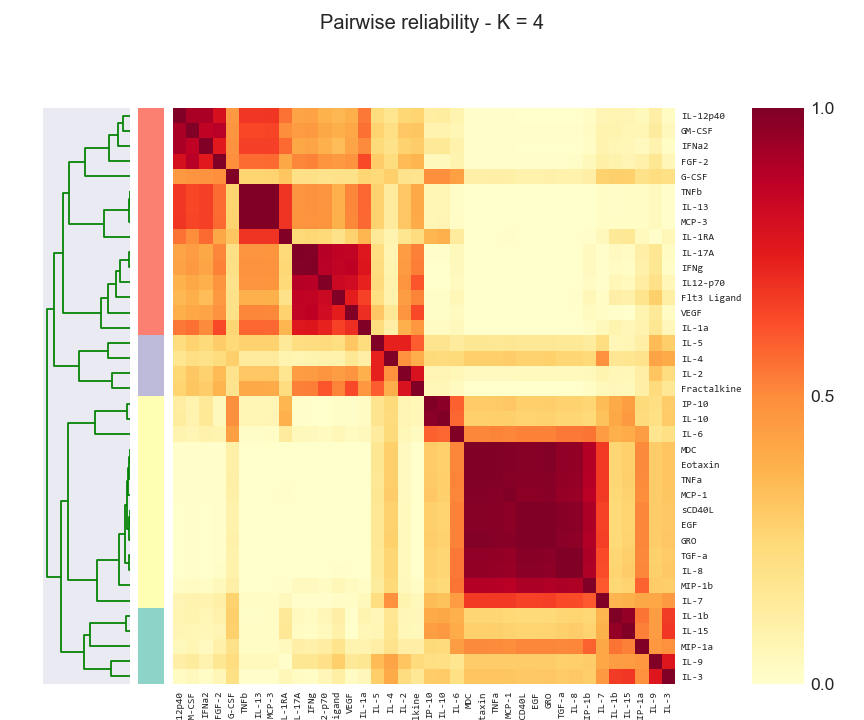 Pairwise reliability - K = 4
1.0
0.5
0.0
IL-12p40
GM-CSF
IFNa2
FGF-2
G-CSF
TNFb
IL-13
MCP-3
IL-1RA
IL-17A
IFNg
IL12-p70
Flt3 Ligand
VEGF
IL-1a
IL-5
IL-4
IL-2
Fractalkine
IP-10
IL-10
IL-6
MDC
Eotaxin
TNFa
MCP-1
sCD40L
EGF
GRO
TGF-a
IL-8
MIP-1b
IL-7
IL-1b
IL-15
MIP-1a
IL-9
IL-3
12p40
M-CSF
IFNa2
FGF-2
G-CSF
TNFb
IL-13
MCP-3
L-1RA
L-17A
IFNg
2-p70
igand
VEGF
IL-1a
IL-5
IL-4
IL-2
lkine
IP-10
IL-10
IL-6
MDC
taxin
TNFa
MCP-1
CD40L
EGF
GRO
TGF-a
IL-8
IP-1b
IL-7
IL-1b
IL-15
IP-1a
IL-9
IL-3